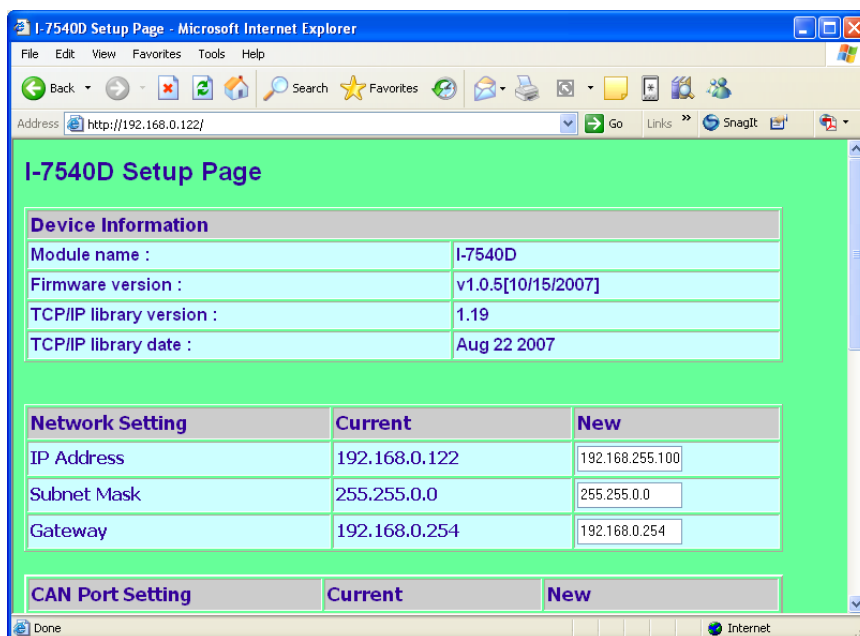 I-7540D Setup Page - Microsoft Internet Explorer
File Edit View Favorites Tools Help
Back Search Favorites
Address http://192.168.0.122/ Go Links » SnagIt
I-7540D Setup Page
Device Information
Module name : I-7540D
Firmware version : v1.0.5[10/15/2007]
TCP/IP library version : 1.19
TCP/IP library date : Aug 22 2007
Network Setting Current New
IP Address 192.168.0.122 192.168.255.100
Subnet Mask 255.255.0.0 255.255.0.0
Gateway 192.168.0.254 192.168.0.254
CAN Port Setting Current New
Done Internet